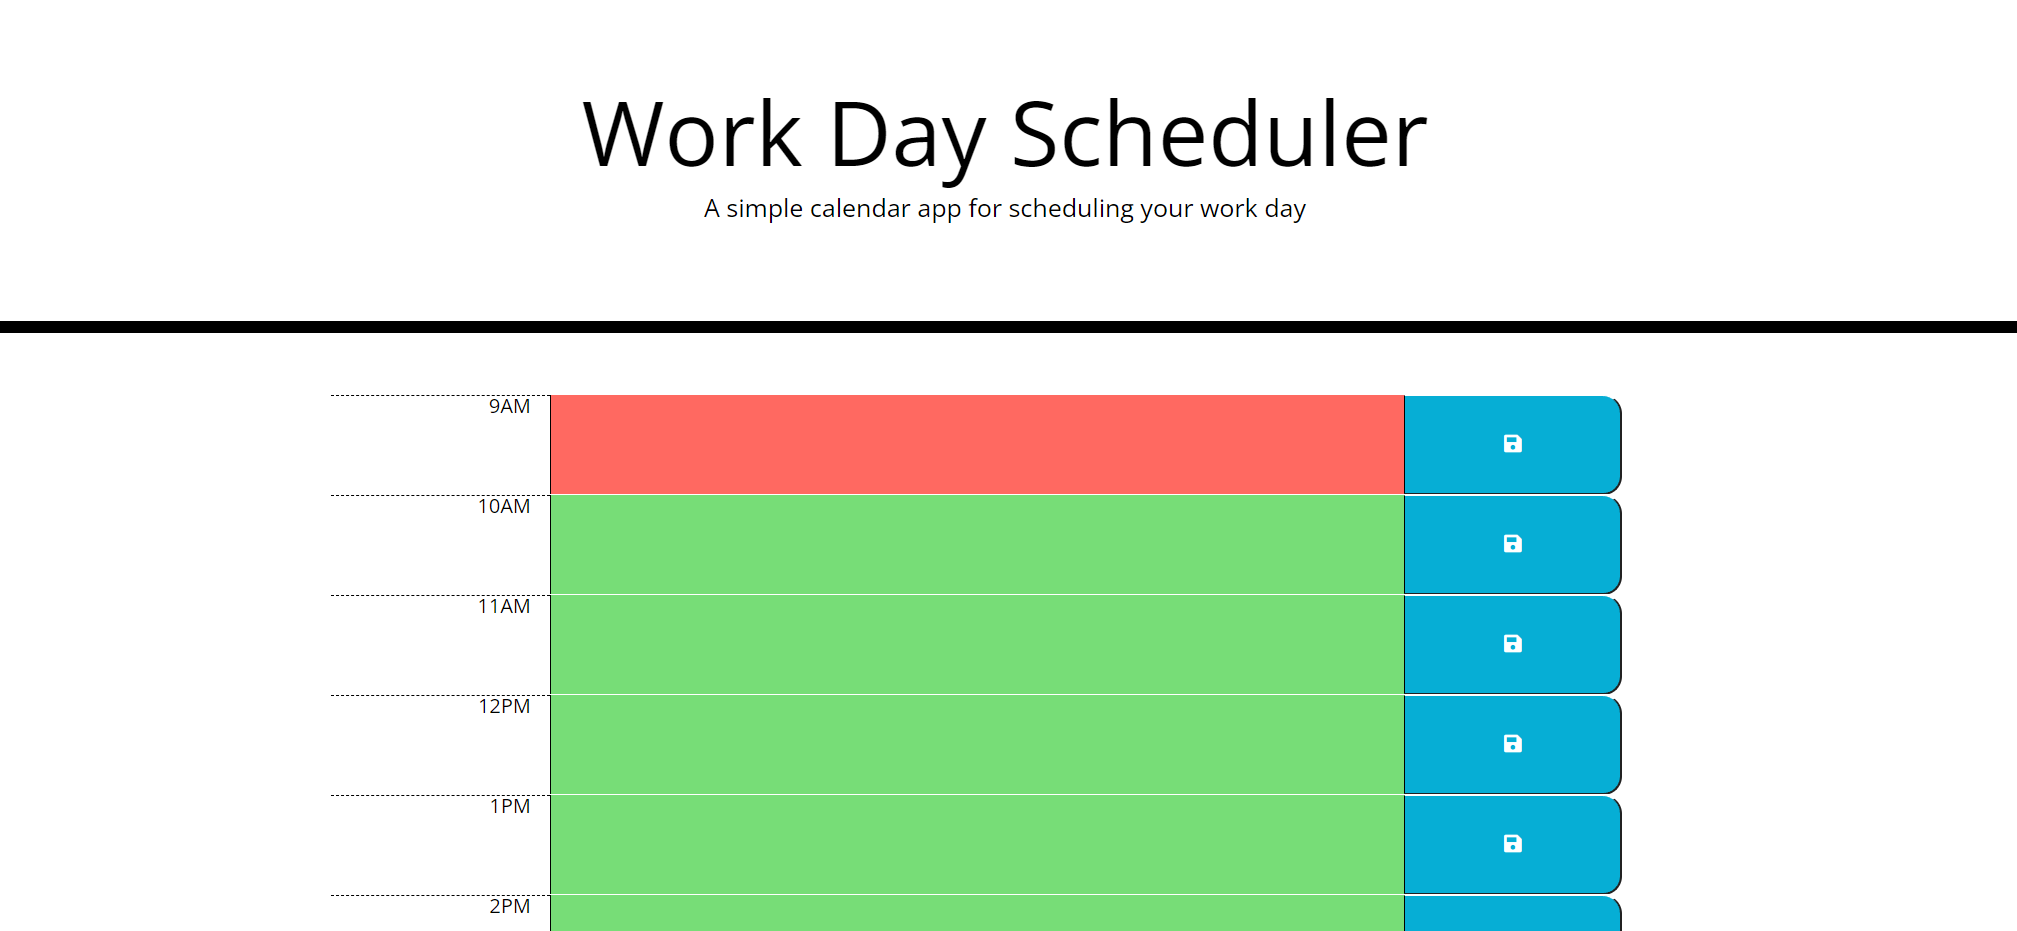 Work Day Scheduler
A simple calendar app for scheduling your work day
9AM
10AM
11AM
12PM
1PM
2PM